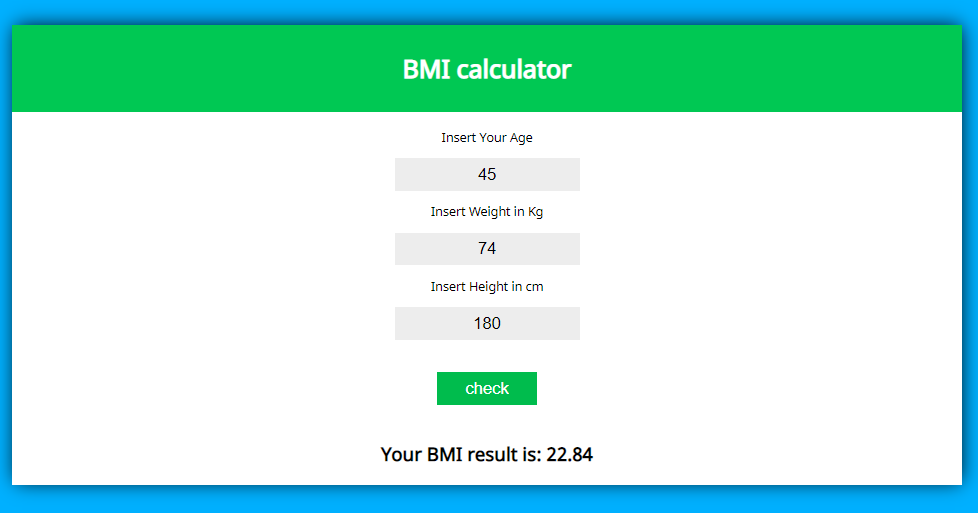 BMI calculator
Insert Your Age
45
Insert Weight in Kg
74
Insert Height in cm
180
check
Your BMI result is: 22.84